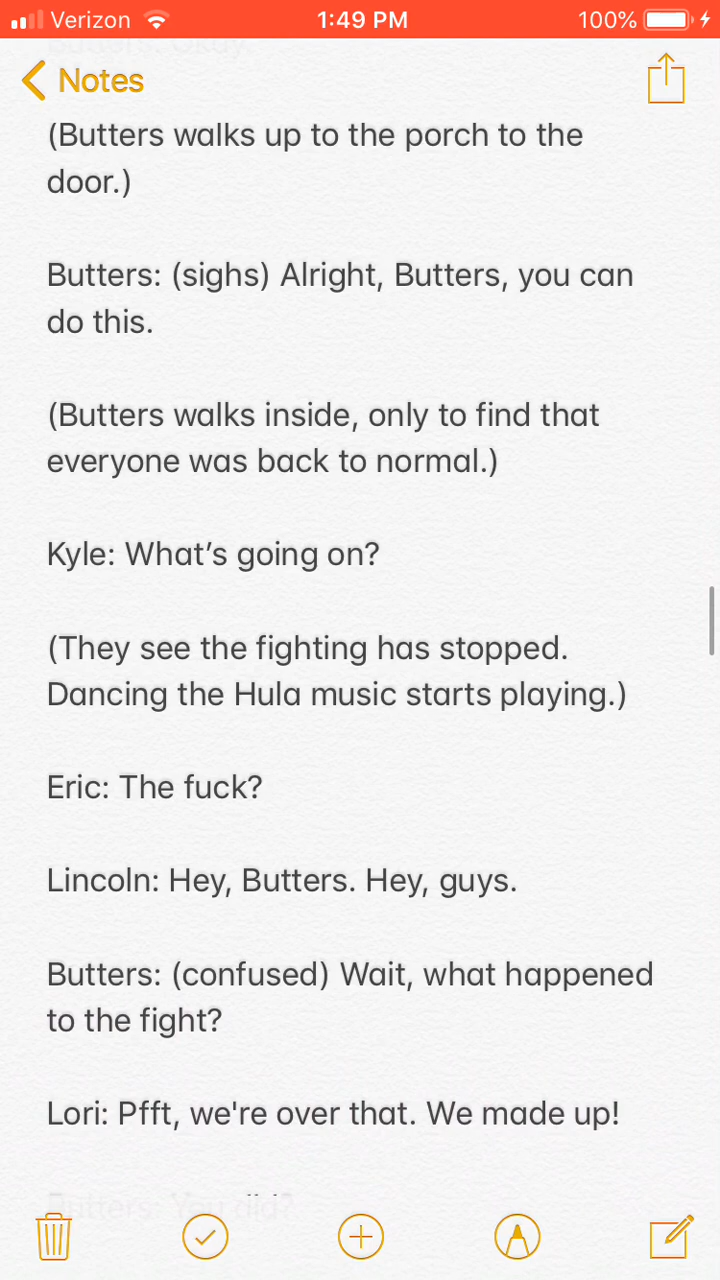 Verizon 1:49 PM 100%
Notes
(Butters walks up to the porch to the
door.)
Butters: (sighs) Alright, Butters, you can
do this.
(Butters walks inside, only to find that
everyone was back to normal.)
Kyle: What’s going on?
(They see the fighting has stopped.
Dancing the Hula music starts playing.)
Eric: The fuck?
Lincoln: Hey, Butters. Hey, guys.
Butters: (confused) Wait, what happened
to the fight?
Lori: Pfft, we're over that. We made up!
Butters: You did?